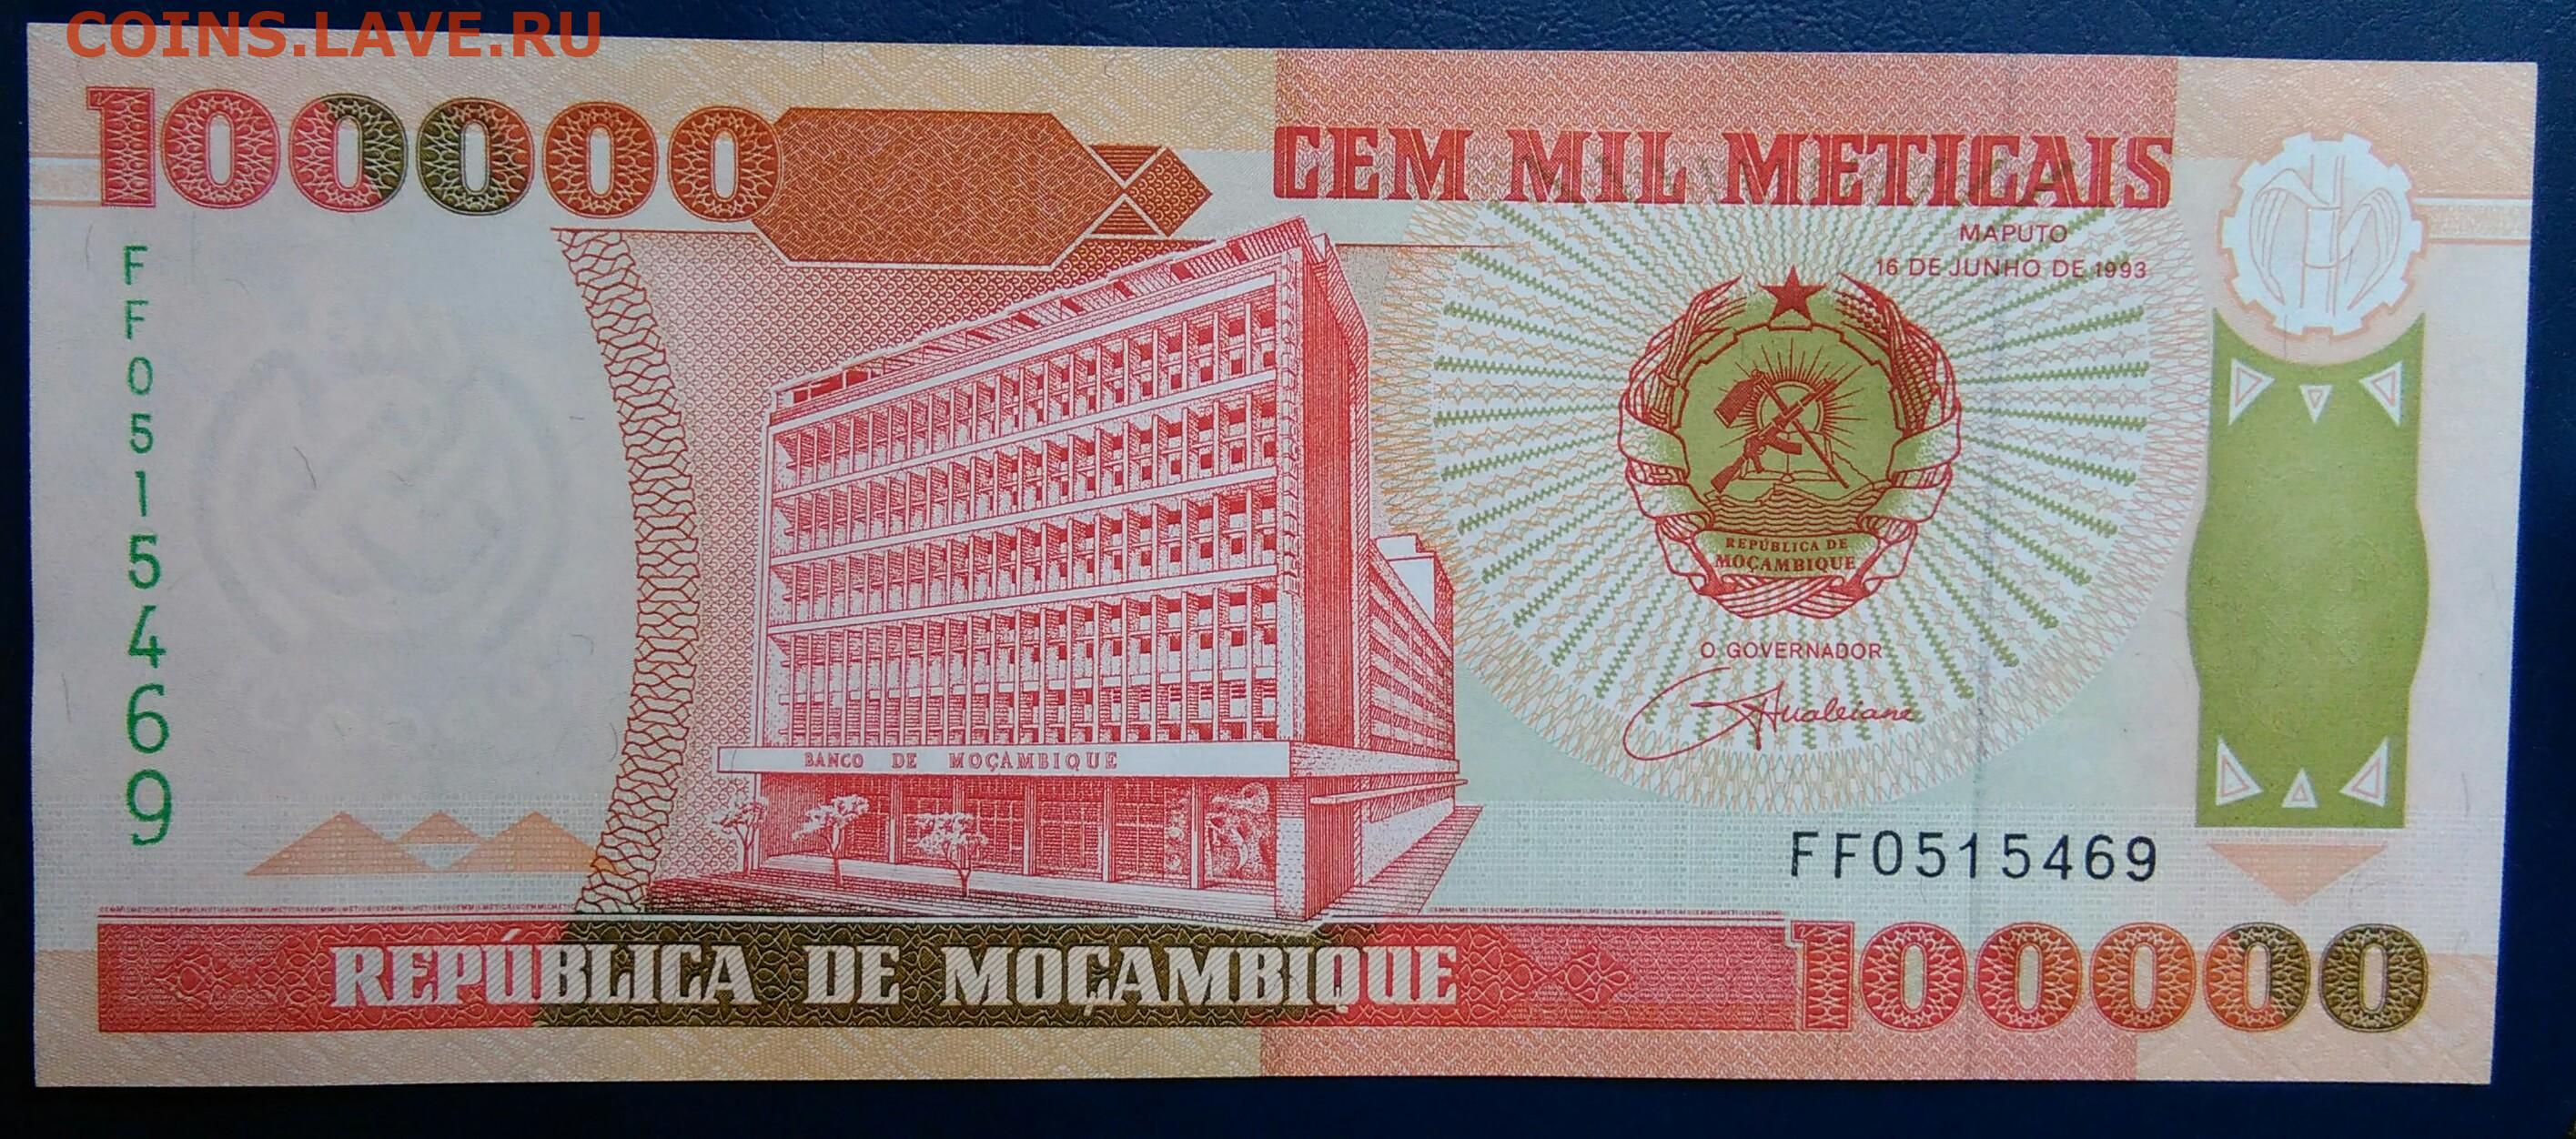 COINS.LAVE.RU
100000
CEM MIL METICAIS
MAPUTO
16 DE JUNHO DE 1993
FF0515469
REPÚBLICA DE
MOÇAMBIQUE
O GOVERNADOR
BANCO DE MOÇAMBIQUE
FF0515469
REPÚBLICA DE MOÇAMBIQUE
100000